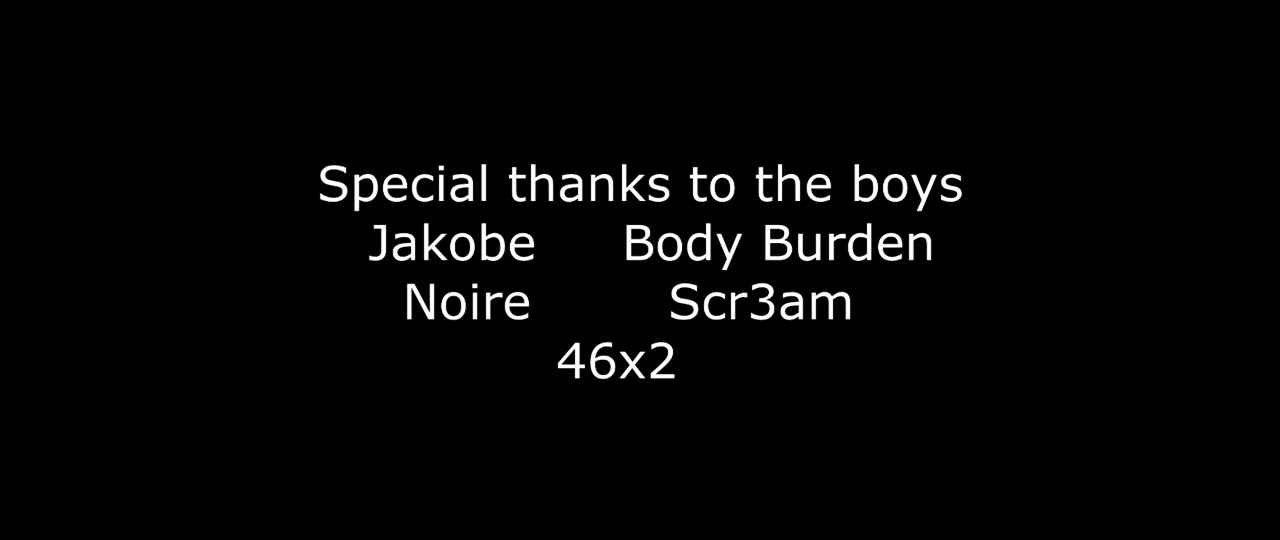 Special thanks to the boys
Jakobe Body Burden
Noire Scr3am
46x2